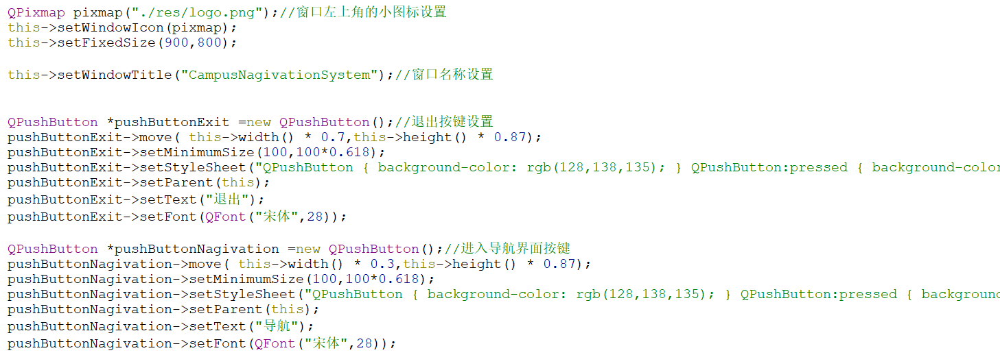 QPixmap pixmap("./res/logo.png");//窗口左上角的小图标设置
this->setWindowIcon(pixmap);
this->setFixedSize(900,800);
this->setWindowTitle("CampusNagivationSystem");//窗口名称设置
QPushButton *pushButtonExit =new QPushButton();//退出按键设置
pushButtonExit->move( this->width() * 0.7,this->height() * 0.87);
pushButtonExit->setMinimumSize(100,100*0.618);
pushButtonExit->setStyleSheet("QPushButton { background-color: rgb(128,138,135); } QPushButton:pressed { background-color
pushButtonExit->setParent(this);
pushButtonExit->setText("退出");
pushButtonExit->setFont(QFont("宋体",28));
QPushButton *pushButtonNagivation =new QPushButton();//进入导航界面按键
pushButtonNagivation->move( this->width() * 0.3,this->height() * 0.87);
pushButtonNagivation->setMinimumSize(100,100*0.618);
pushButtonNagivation->setStyleSheet("QPushButton { background-color: rgb(128,138,135); } QPushButton:pressed { background
pushButtonNagivation->setParent(this);
pushButtonNagivation->setText("导航");
pushButtonNagivation->setFont(QFont("宋体",28));